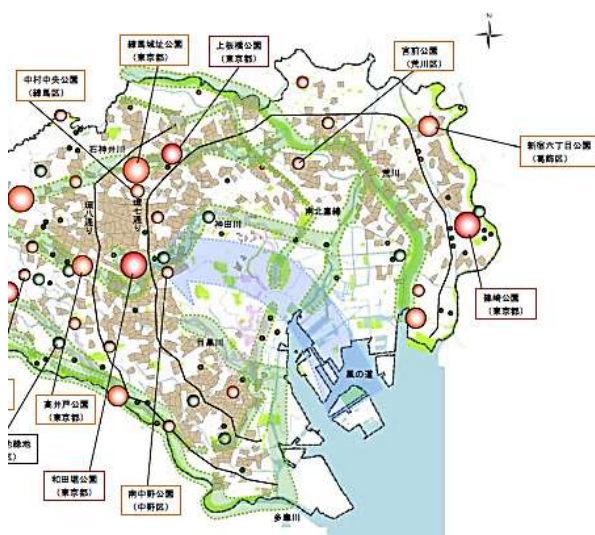 N
練馬城址公園
(東京都)
上板橋公園
(東京都)
宮前公園
(荒川区)
中村中央公園
(練馬区)
新宿六丁目公園
(葛飾区)
石神井川
荒川
環八通り
環七通り
神田川
南北崖線
篠崎公園
(東京都)
目黒川
風の道
高井戸公園
(東京都)
緑地
区)
和田堀公園
(東京都)
南中野公園
(中野区)
多摩川